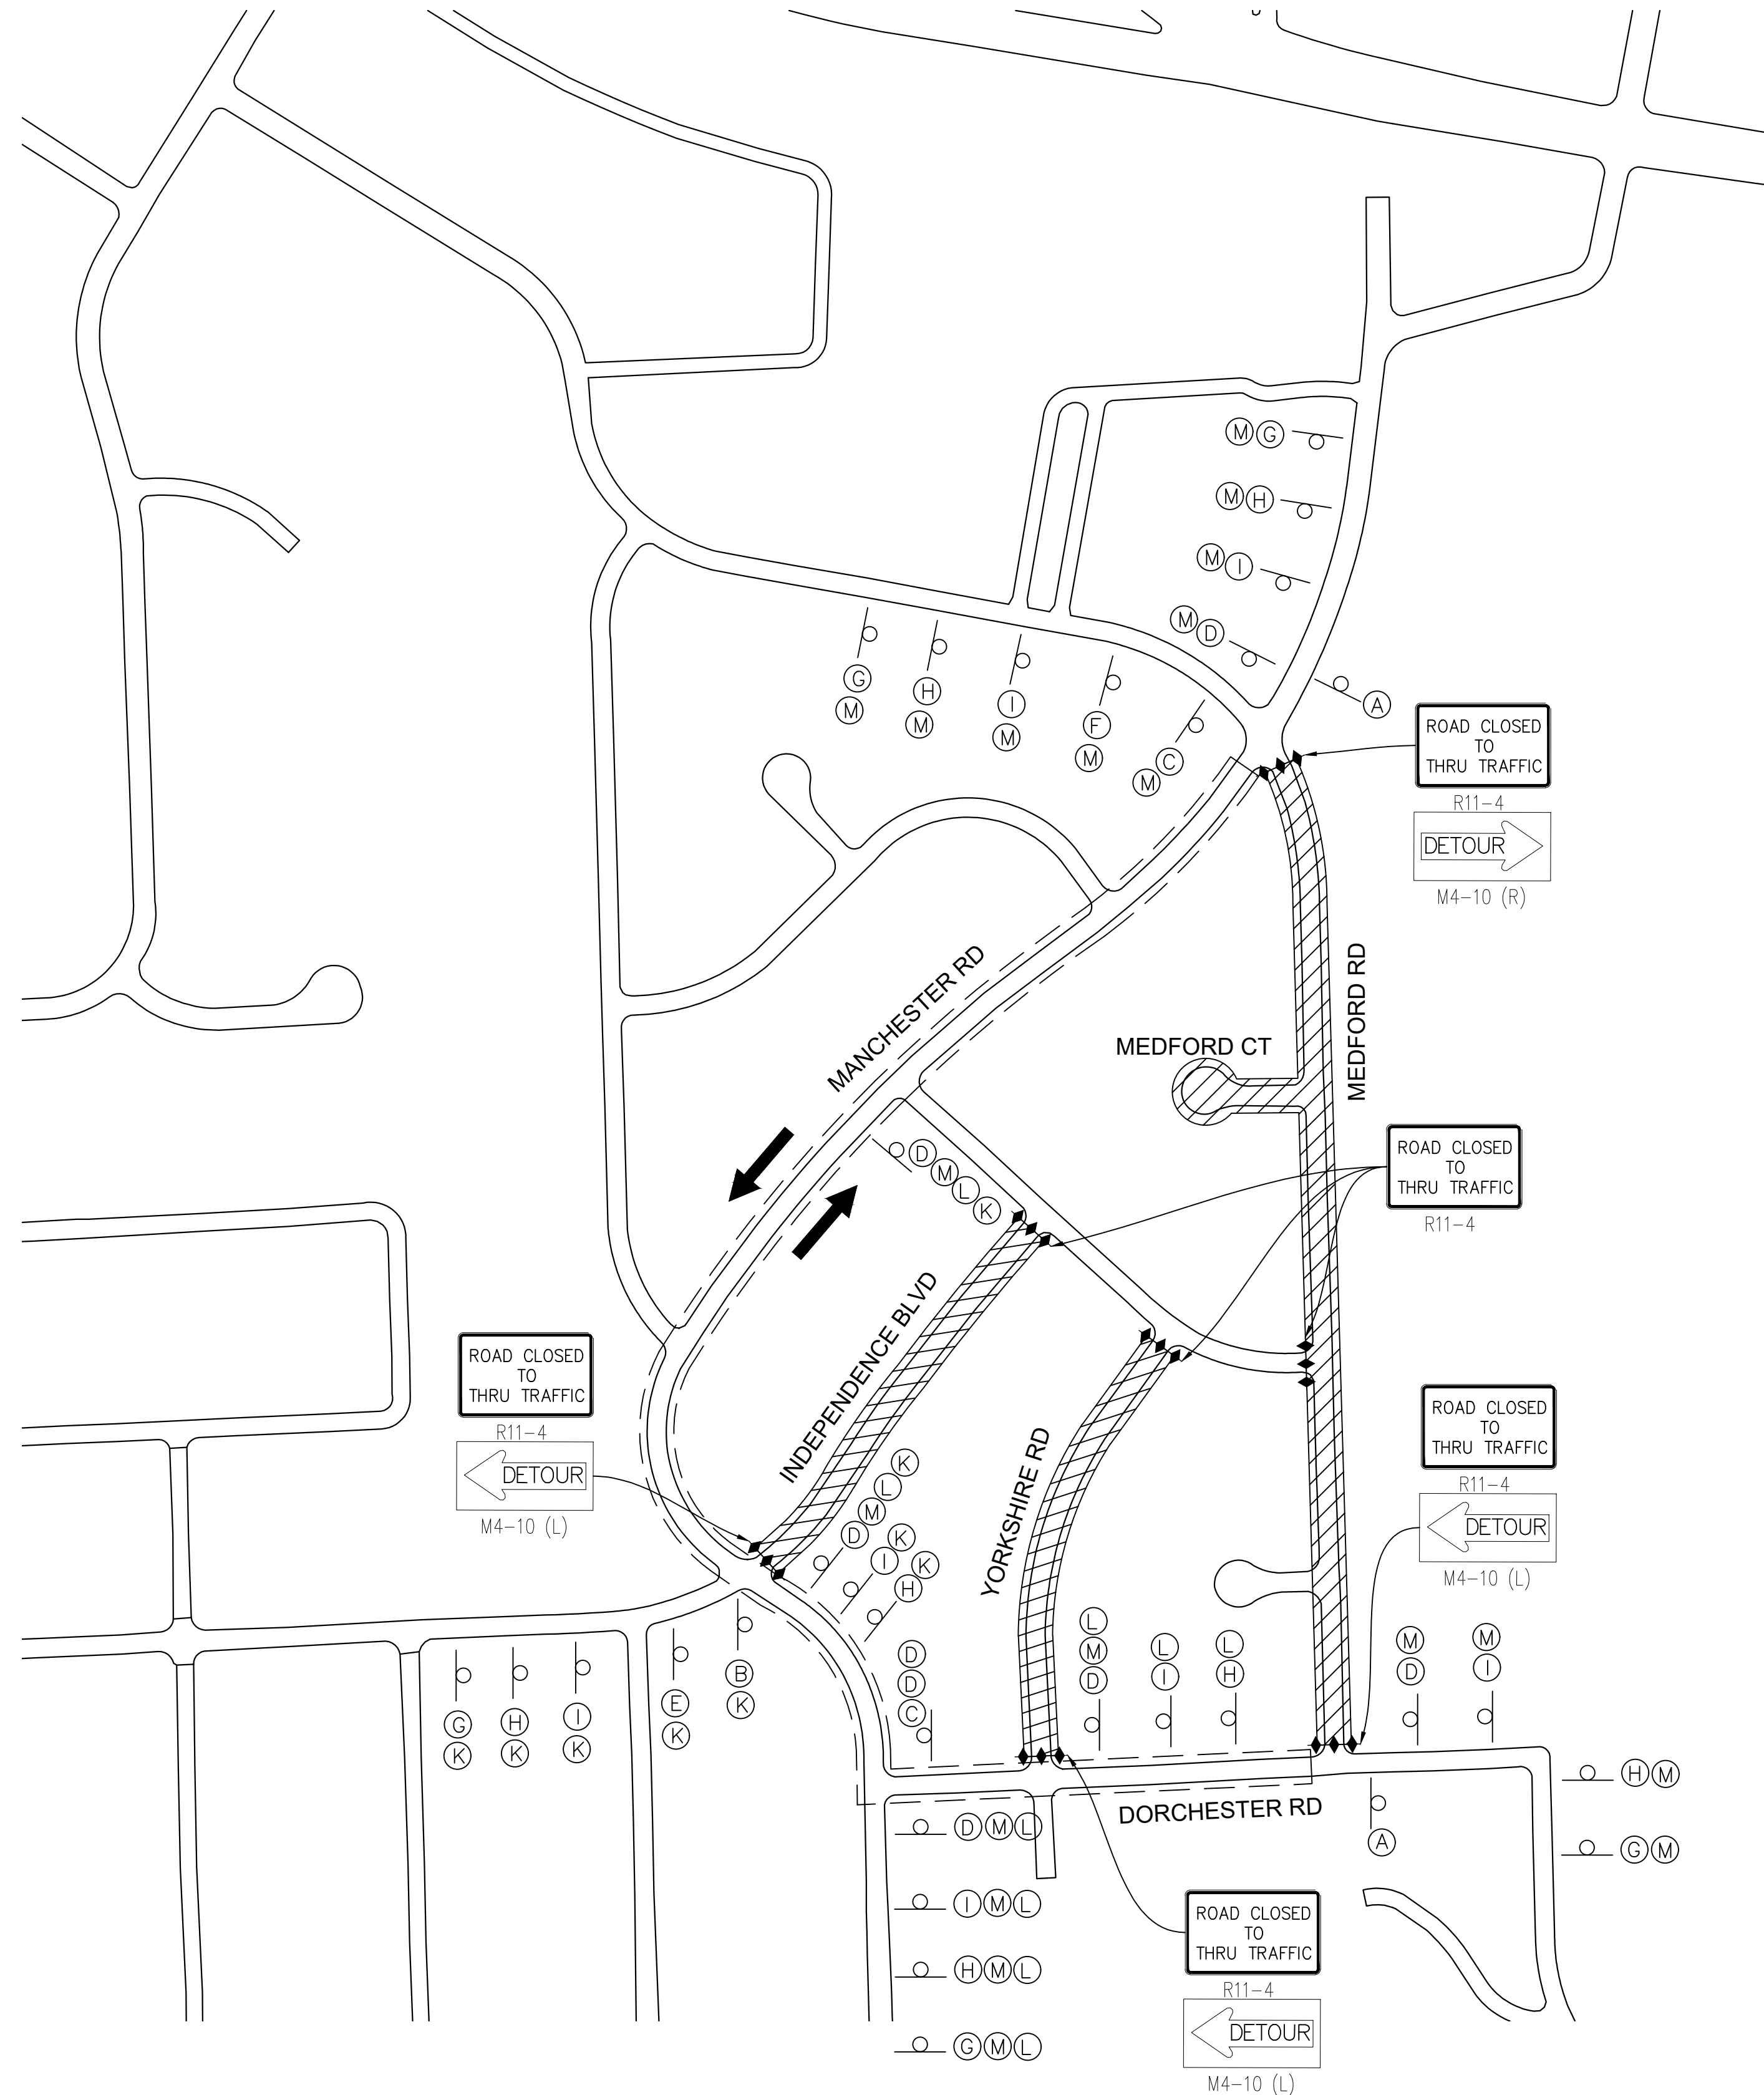 M G
M H
M I
M D
A
G
M
H
M
I
M
F
M
C
M
ROAD CLOSED
TO
THRU TRAFFIC
R11-4
DETOUR
M4-10 (R)
MANCHESTER RD
MEDFORD RD
MEDFORD CT
D M L K
ROAD CLOSED
TO
THRU TRAFFIC
R11-4
INDEPENDENCE BLVD
ROAD CLOSED
TO
THRU TRAFFIC
R11-4
DETOUR
M4-10 (L)
YORKSHIRE RD
ROAD CLOSED
TO
THRU TRAFFIC
R11-4
DETOUR
M4-10 (L)
D M L K
I K
H K
D
D
C
L
M
D
L
I
L
H
M
D
M
I
B
K
E
K
G
K
H
K
I
K
H M
G M
DORCHESTER RD
A
D M L
I M L
H M L
G M L
ROAD CLOSED
TO
THRU TRAFFIC
R11-4
DETOUR
M4-10 (L)